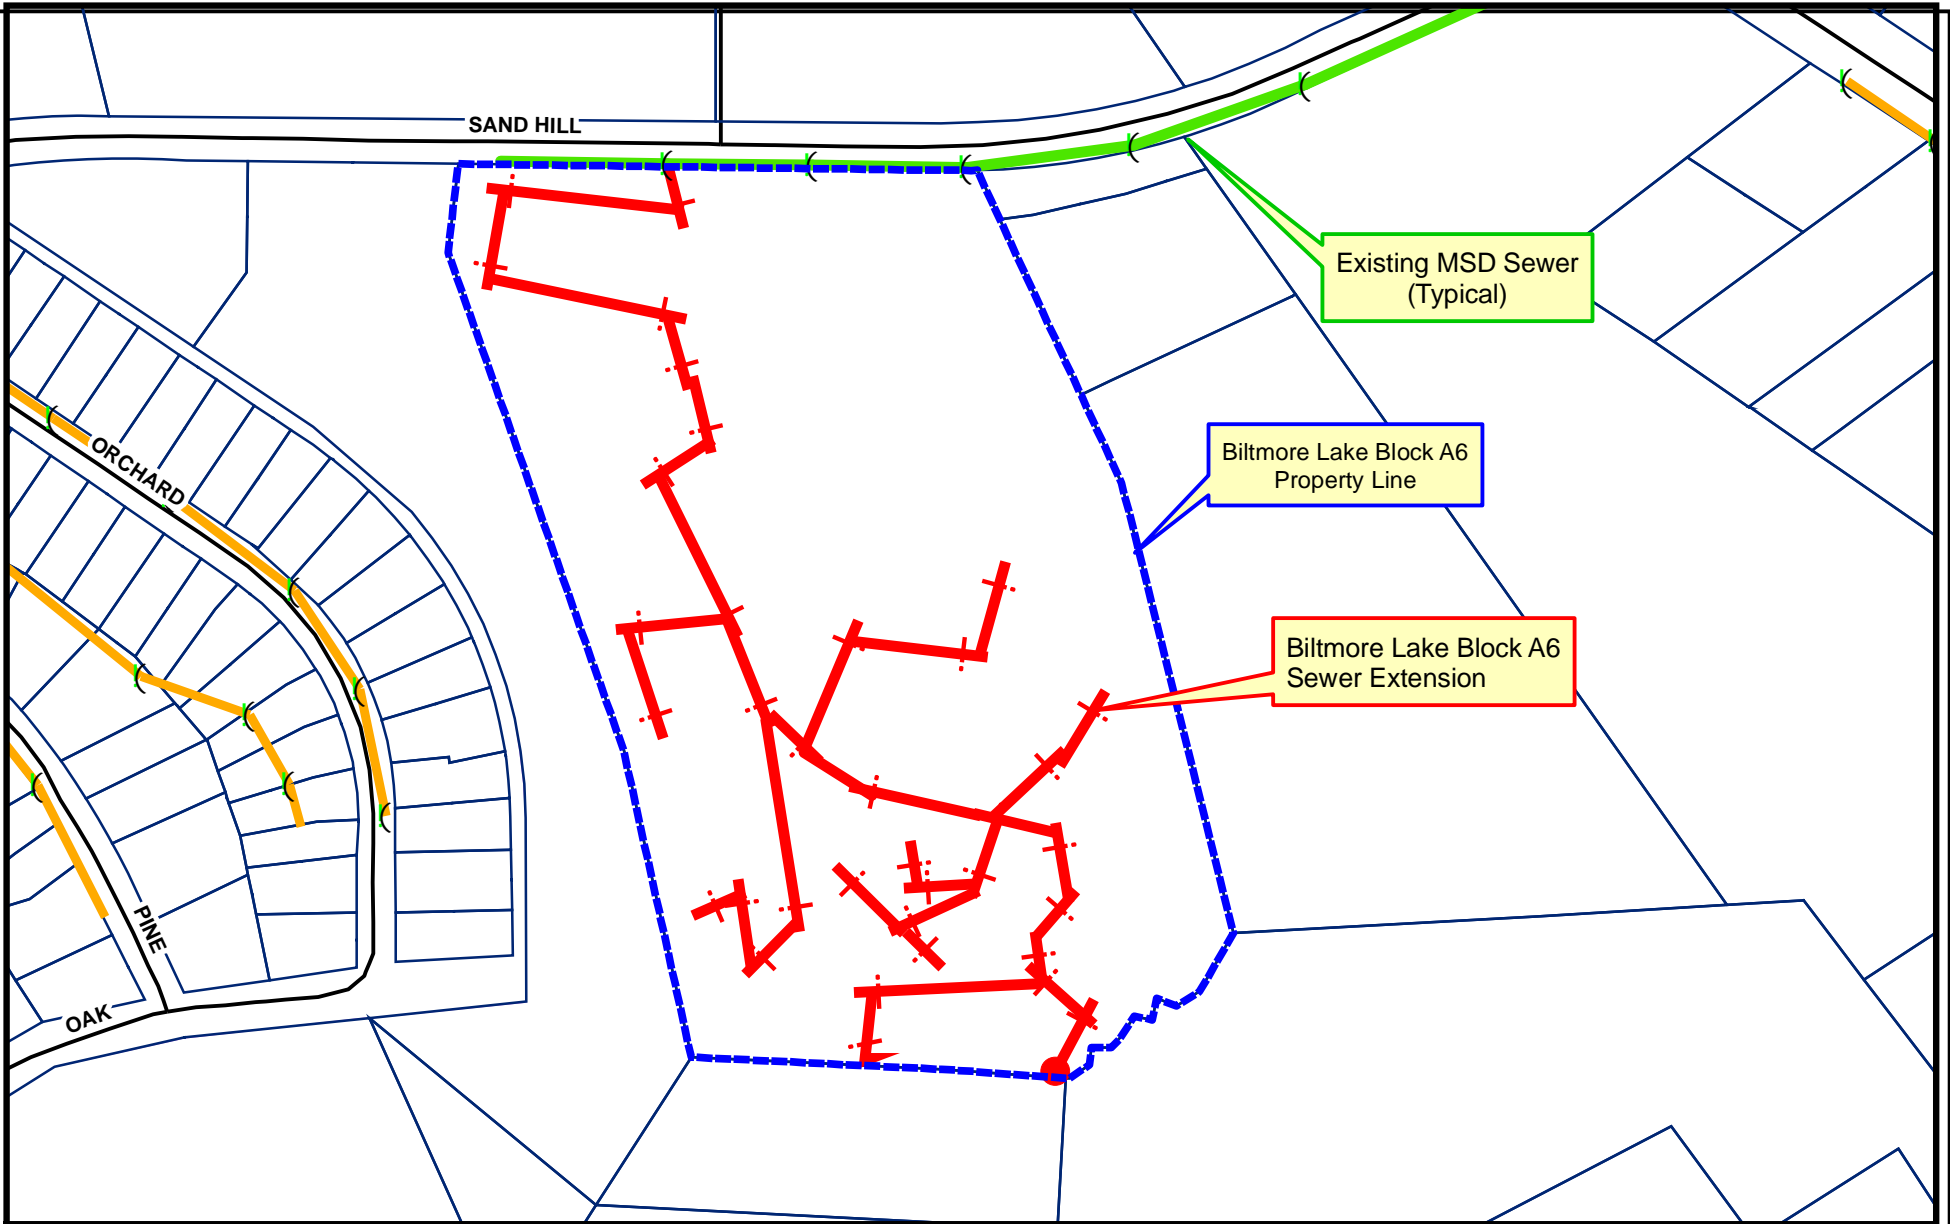 SAND HILL
Existing MSD Sewer
(Typical)
ORCHARD
Biltmore Lake Block A6
Property Line
Biltmore Lake Block A6
Sewer Extension
PINE
OAK